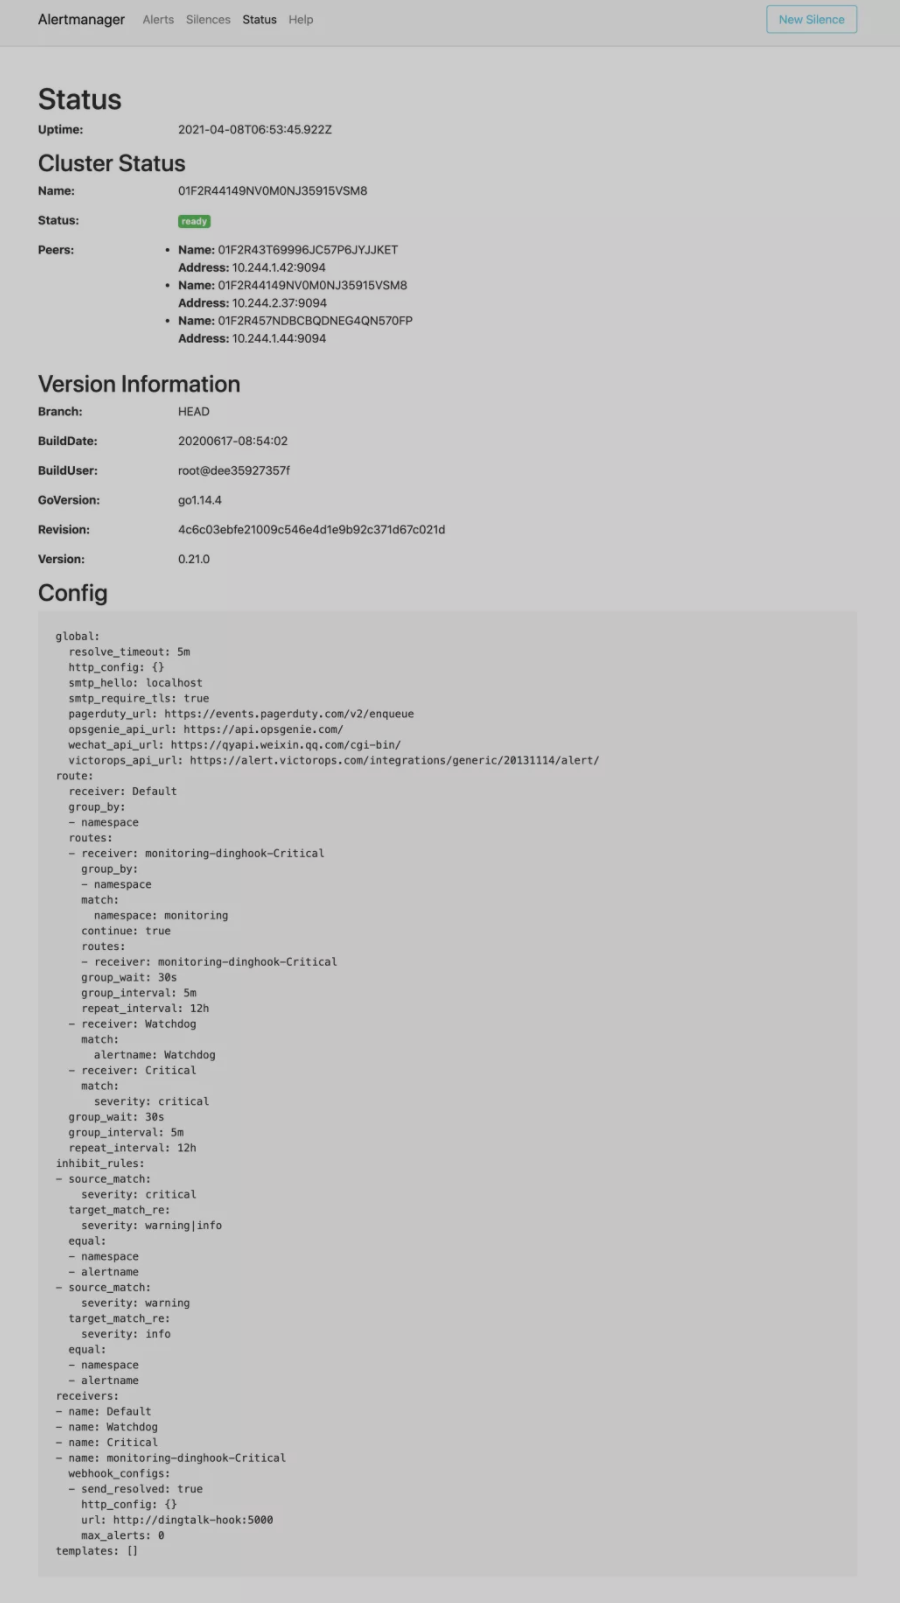 Alertmanager Alerts Silences Status Help New Silence
Status
Uptime: 2021-04-08T06:53:45.922Z
Cluster Status
Name: 01F2R44149NV0M0NJ35915VSM8
Status: ready
Peers: • Name: 01F2R43T69996JC57P6JYJJKET
Address: 10.244.1.42:9094
• Name: 01F2R44149NV0M0NJ35915VSM8
Address: 10.244.2.37:9094
• Name: 01F2R457NDBCBQDNEG4QN570FP
Address: 10.244.1.44:9094
Version Information
Branch: HEAD
BuildDate: 20200617-08:54:02
BuildUser: root@dee35927357f
GoVersion: go1.14.4
Revision: 4c6c03ebfe21009c546e4d1e9b92c371d67c021d
Version: 0.21.0
Config
global:
  resolve_timeout: 5m
  http_config: {}
  smtp_hello: localhost
  smtp_require_tls: true
  pagerduty_url: https://events.pagerduty.com/v2/enqueue
  opsgenie_api_url: https://api.opsgenie.com/
  wechat_api_url: https://qyapi.weixin.qq.com/cgi-bin/
  victorops_api_url: https://alert.victorops.com/integrations/generic/20131114/alert/
route:
  receiver: Default
  group_by:
  - namespace
  routes:
  - receiver: monitoring-dinghook-Critical
    group_by:
    - namespace
    match:
      namespace: monitoring
    continue: true
    routes:
    - receiver: monitoring-dinghook-Critical
    group_wait: 30s
    group_interval: 5m
    repeat_interval: 12h
  - receiver: Watchdog
    match:
      alertname: Watchdog
  - receiver: Critical
    match:
      severity: critical
  group_wait: 30s
  group_interval: 5m
  repeat_interval: 12h
inhibit_rules:
- source_match:
    severity: critical
  target_match_re:
    severity: warning|info
  equal:
  - namespace
  - alertname
- source_match:
    severity: warning
  target_match_re:
    severity: info
  equal:
  - namespace
  - alertname
receivers:
- name: Default
- name: Watchdog
- name: Critical
- name: monitoring-dinghook-Critical
  webhook_configs:
  - send_resolved: true
    http_config: {}
    url: http://dingtalk-hook:5000
    max_alerts: 0
templates: []